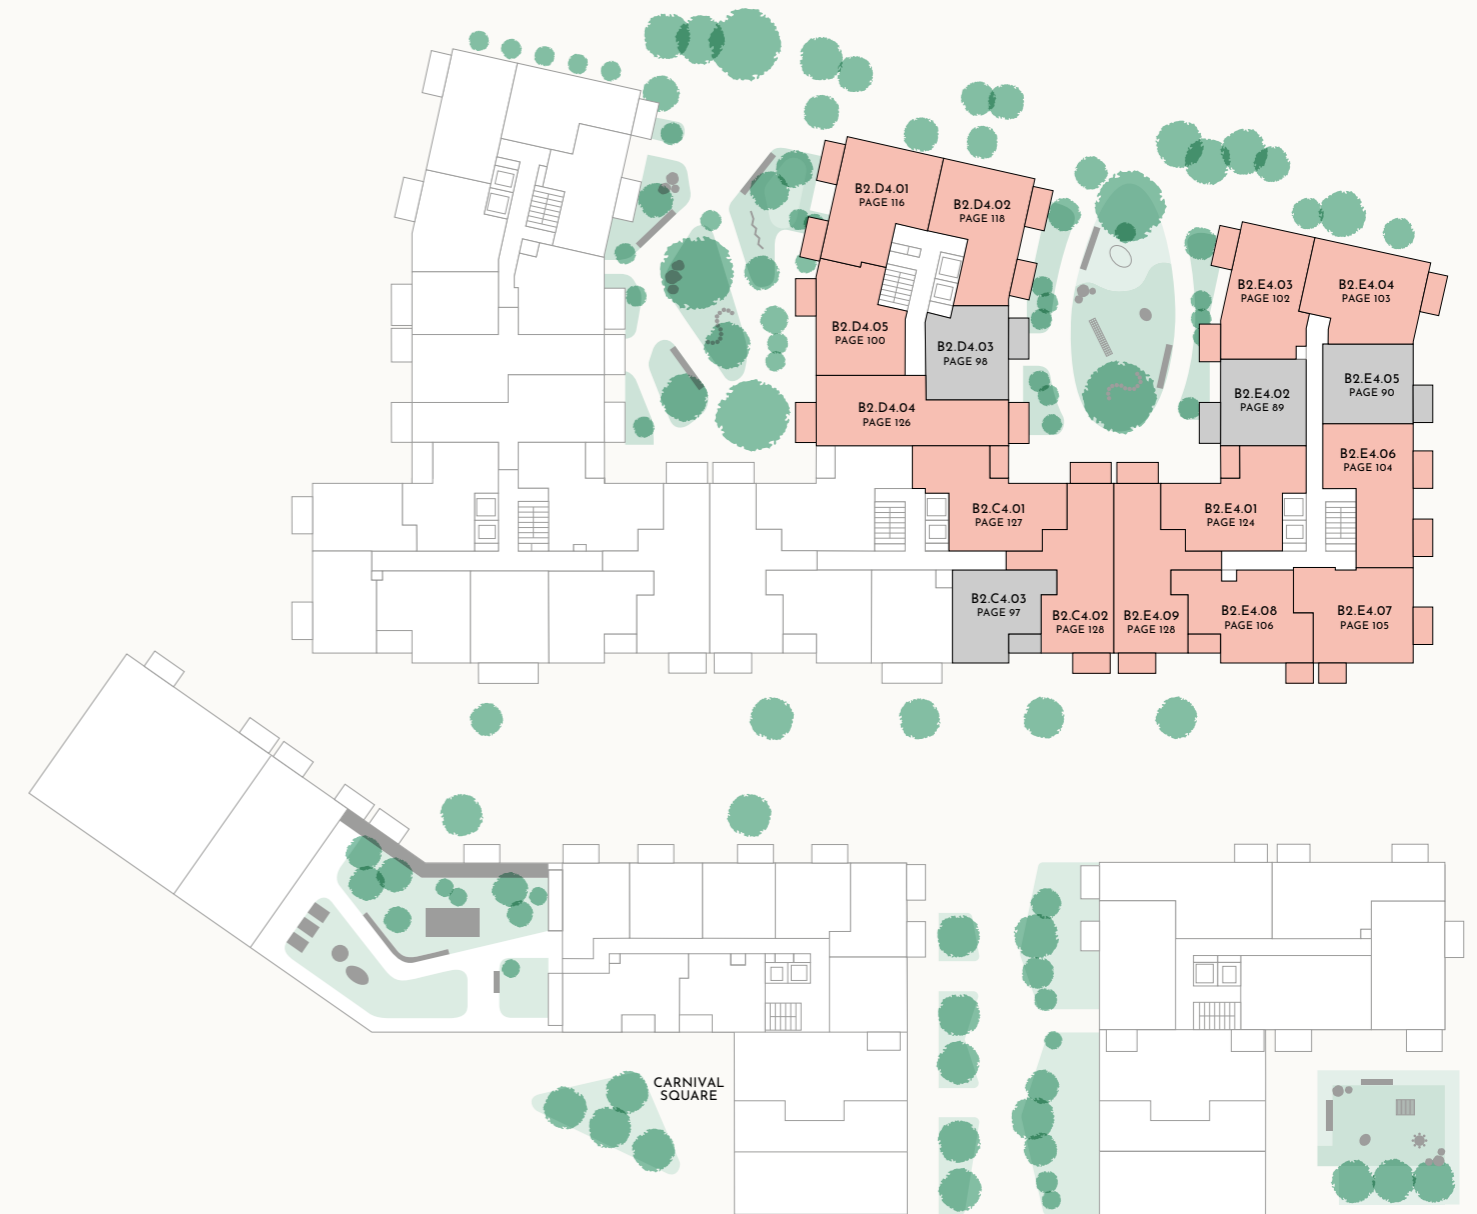 B2.D4.01
PAGE 116
B2.D4.02
PAGE 118
B2.E4.03
PAGE 102
B2.E4.04
PAGE 103
B2.D4.05
PAGE 100
B2.D4.03
PAGE 98
B2.E4.02
PAGE 89
B2.E4.05
PAGE 90
B2.D4.04
PAGE 126
B2.E4.06
PAGE 104
B2.C4.01
PAGE 127
B2.E4.01
PAGE 124
B2.C4.03
PAGE 97
B2.C4.02
PAGE 128
B2.E4.09
PAGE 128
B2.E4.08
PAGE 106
B2.E4.07
PAGE 105
CARNIVAL
SQUARE